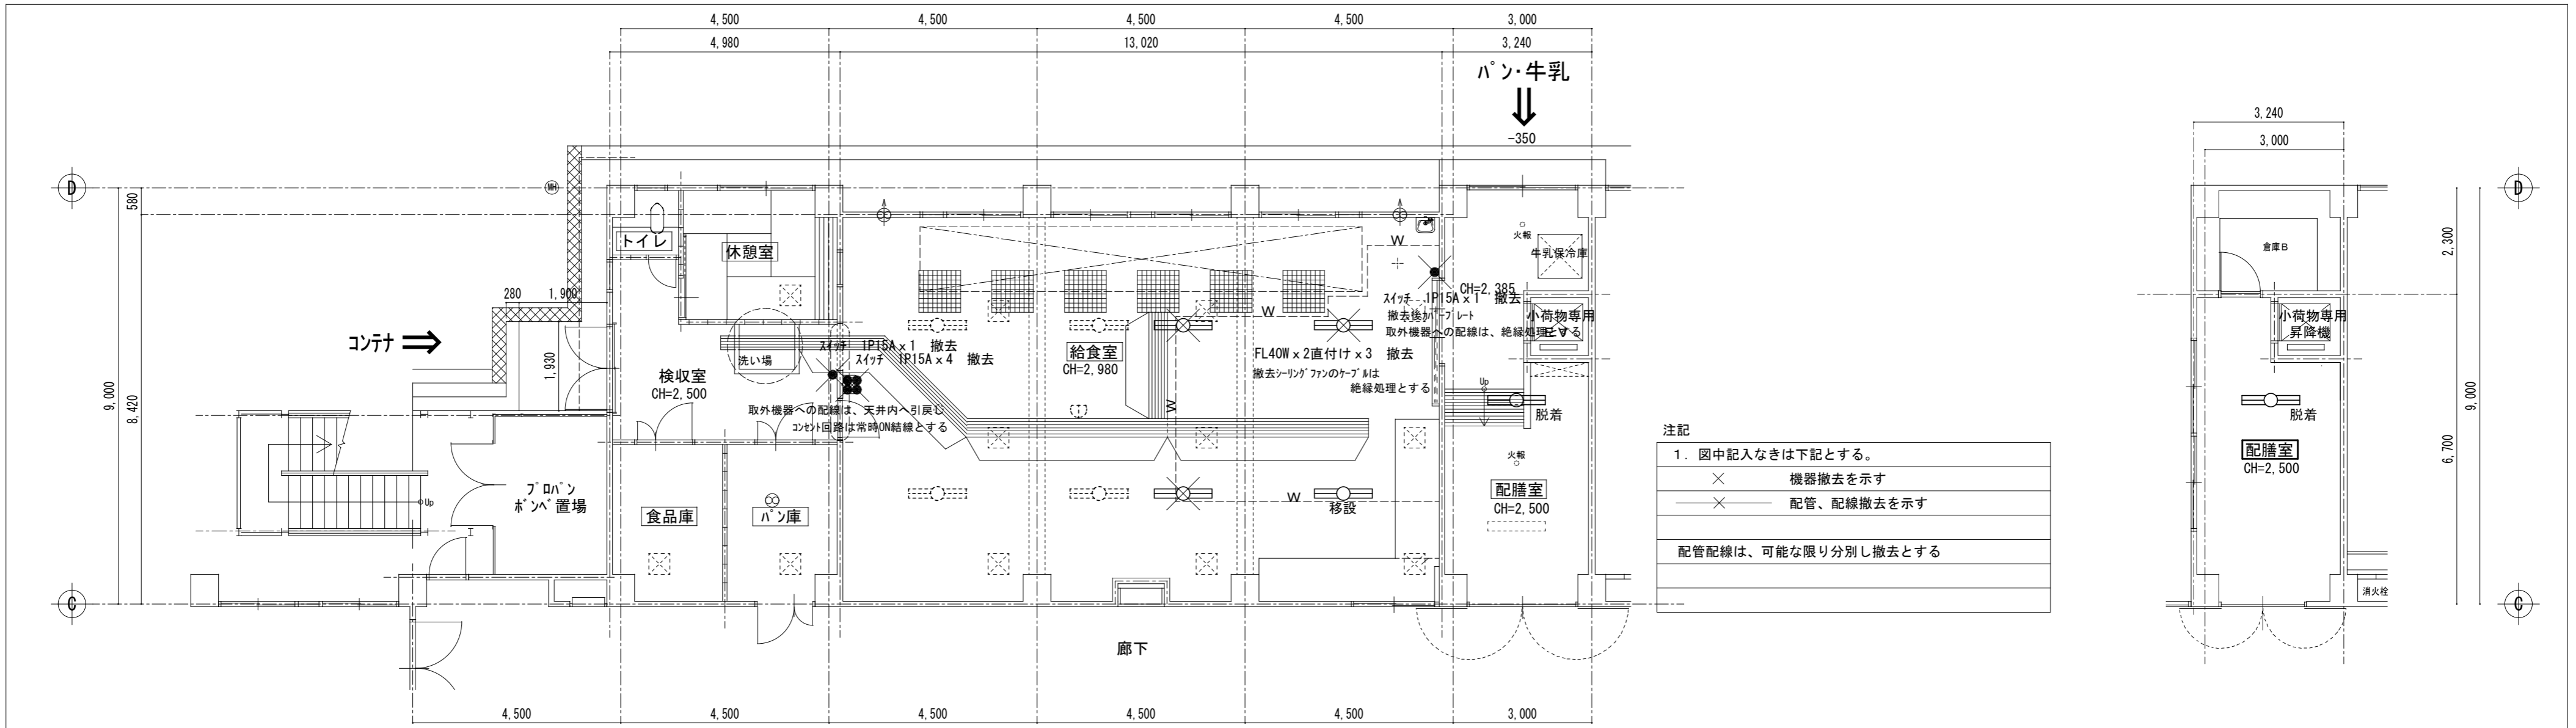 4,500
4,500
4,500
4,500
3,000
4,980
13,020
3,240
パン・牛乳
-350
3,240
3,000
D
580
MH
A
A
D
トイレ
休憩室
W
火報
牛乳保冷庫
倉庫B
2,300
280
1,900
CH=2,385
スイッチ 1P15A x 1 撤去
撤去後カバープレート
取外機器への配線は、絶縁処理とする
小荷物専用
小荷物専用
昇降機
W
コンテナ
1,930
洗い場
スイッチ 1P15A x 1 撤去
スイッチ 1P15A x 4 撤去
給食室
CH=2,980
FL40W x 2直付け x 3 撤去
撤去シーリングファンのケーブルは
絶縁処理とする
検収室
CH=2,500
9,000
8,420
取外機器への配線は、天井内へ引戻し
コンセント回路は常時ON結線とする
W
Up
脱着
脱着
9,000
6,700
注記
1. 図中記入なきは下記とする。
× 機器撤去を示す
× 配管、配線撤去を示す
配管配線は、可能な限り分別し撤去とする
配膳室
CH=2,500
火報
プロパン
ボンベ置場
Up
食品庫
パン庫
W
移設
配膳室
CH=2,500
C
消火栓
C
廊下
4,500
4,500
4,500
4,500
4,500
3,000